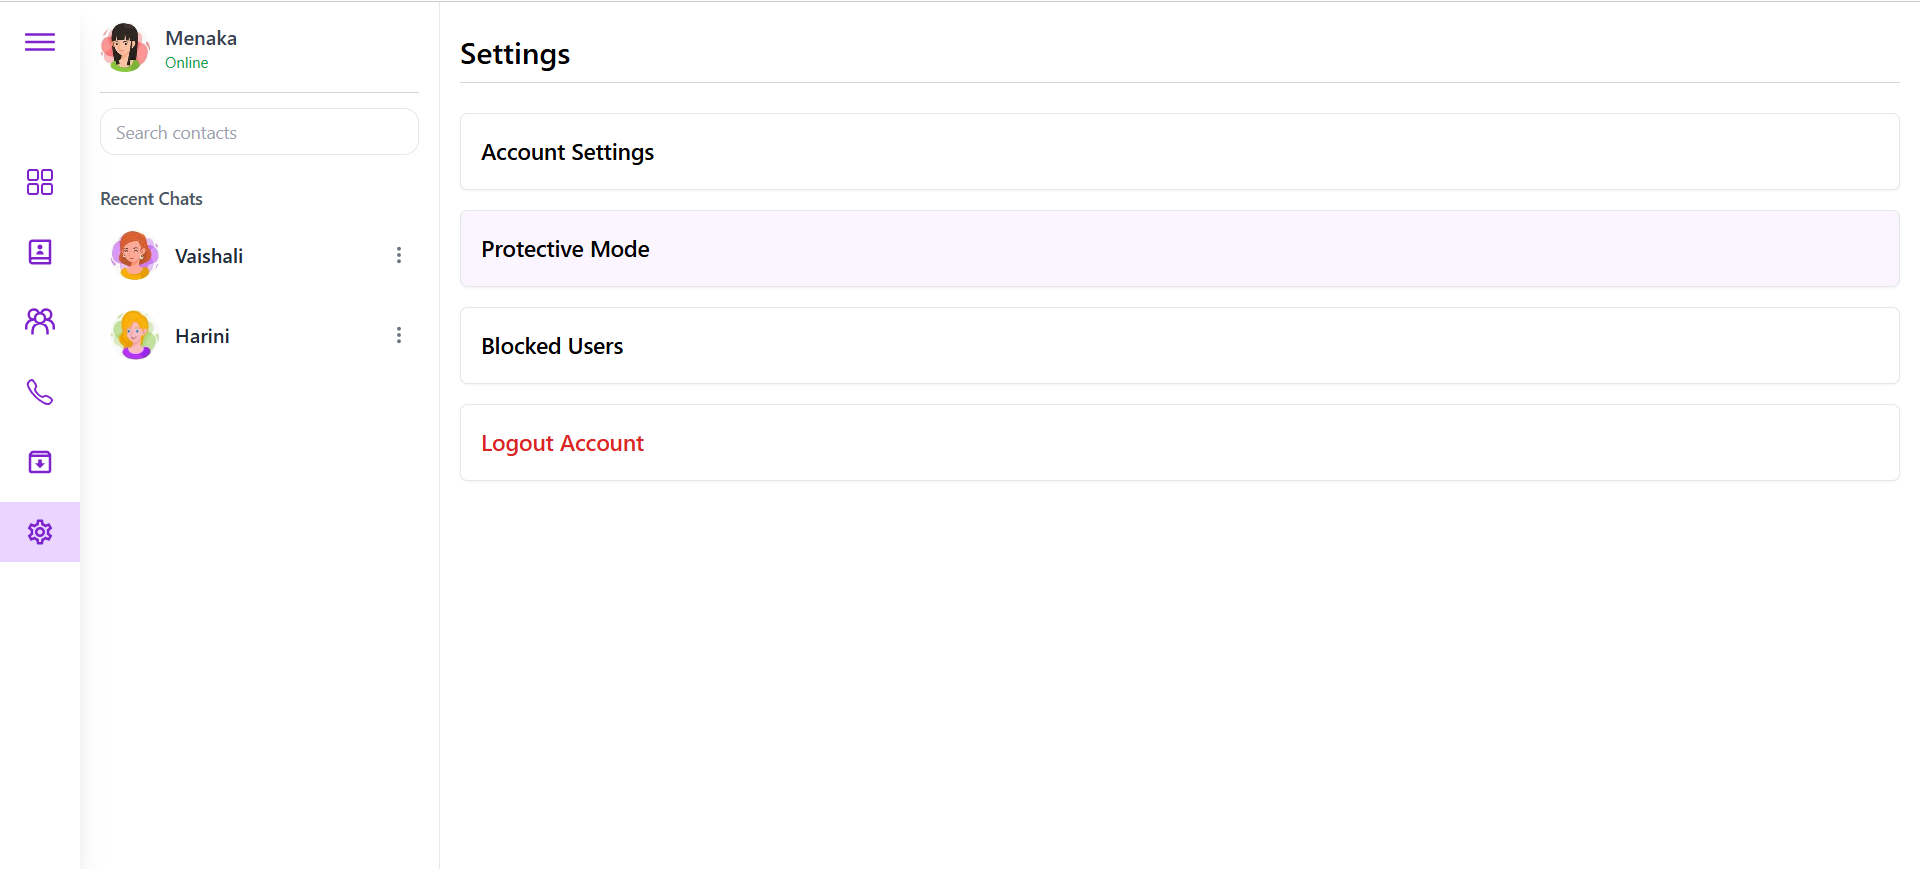 Menaka
Online
Search contacts
Recent Chats
Vaishali
Harini
Settings
Account Settings
Protective Mode
Blocked Users
Logout Account